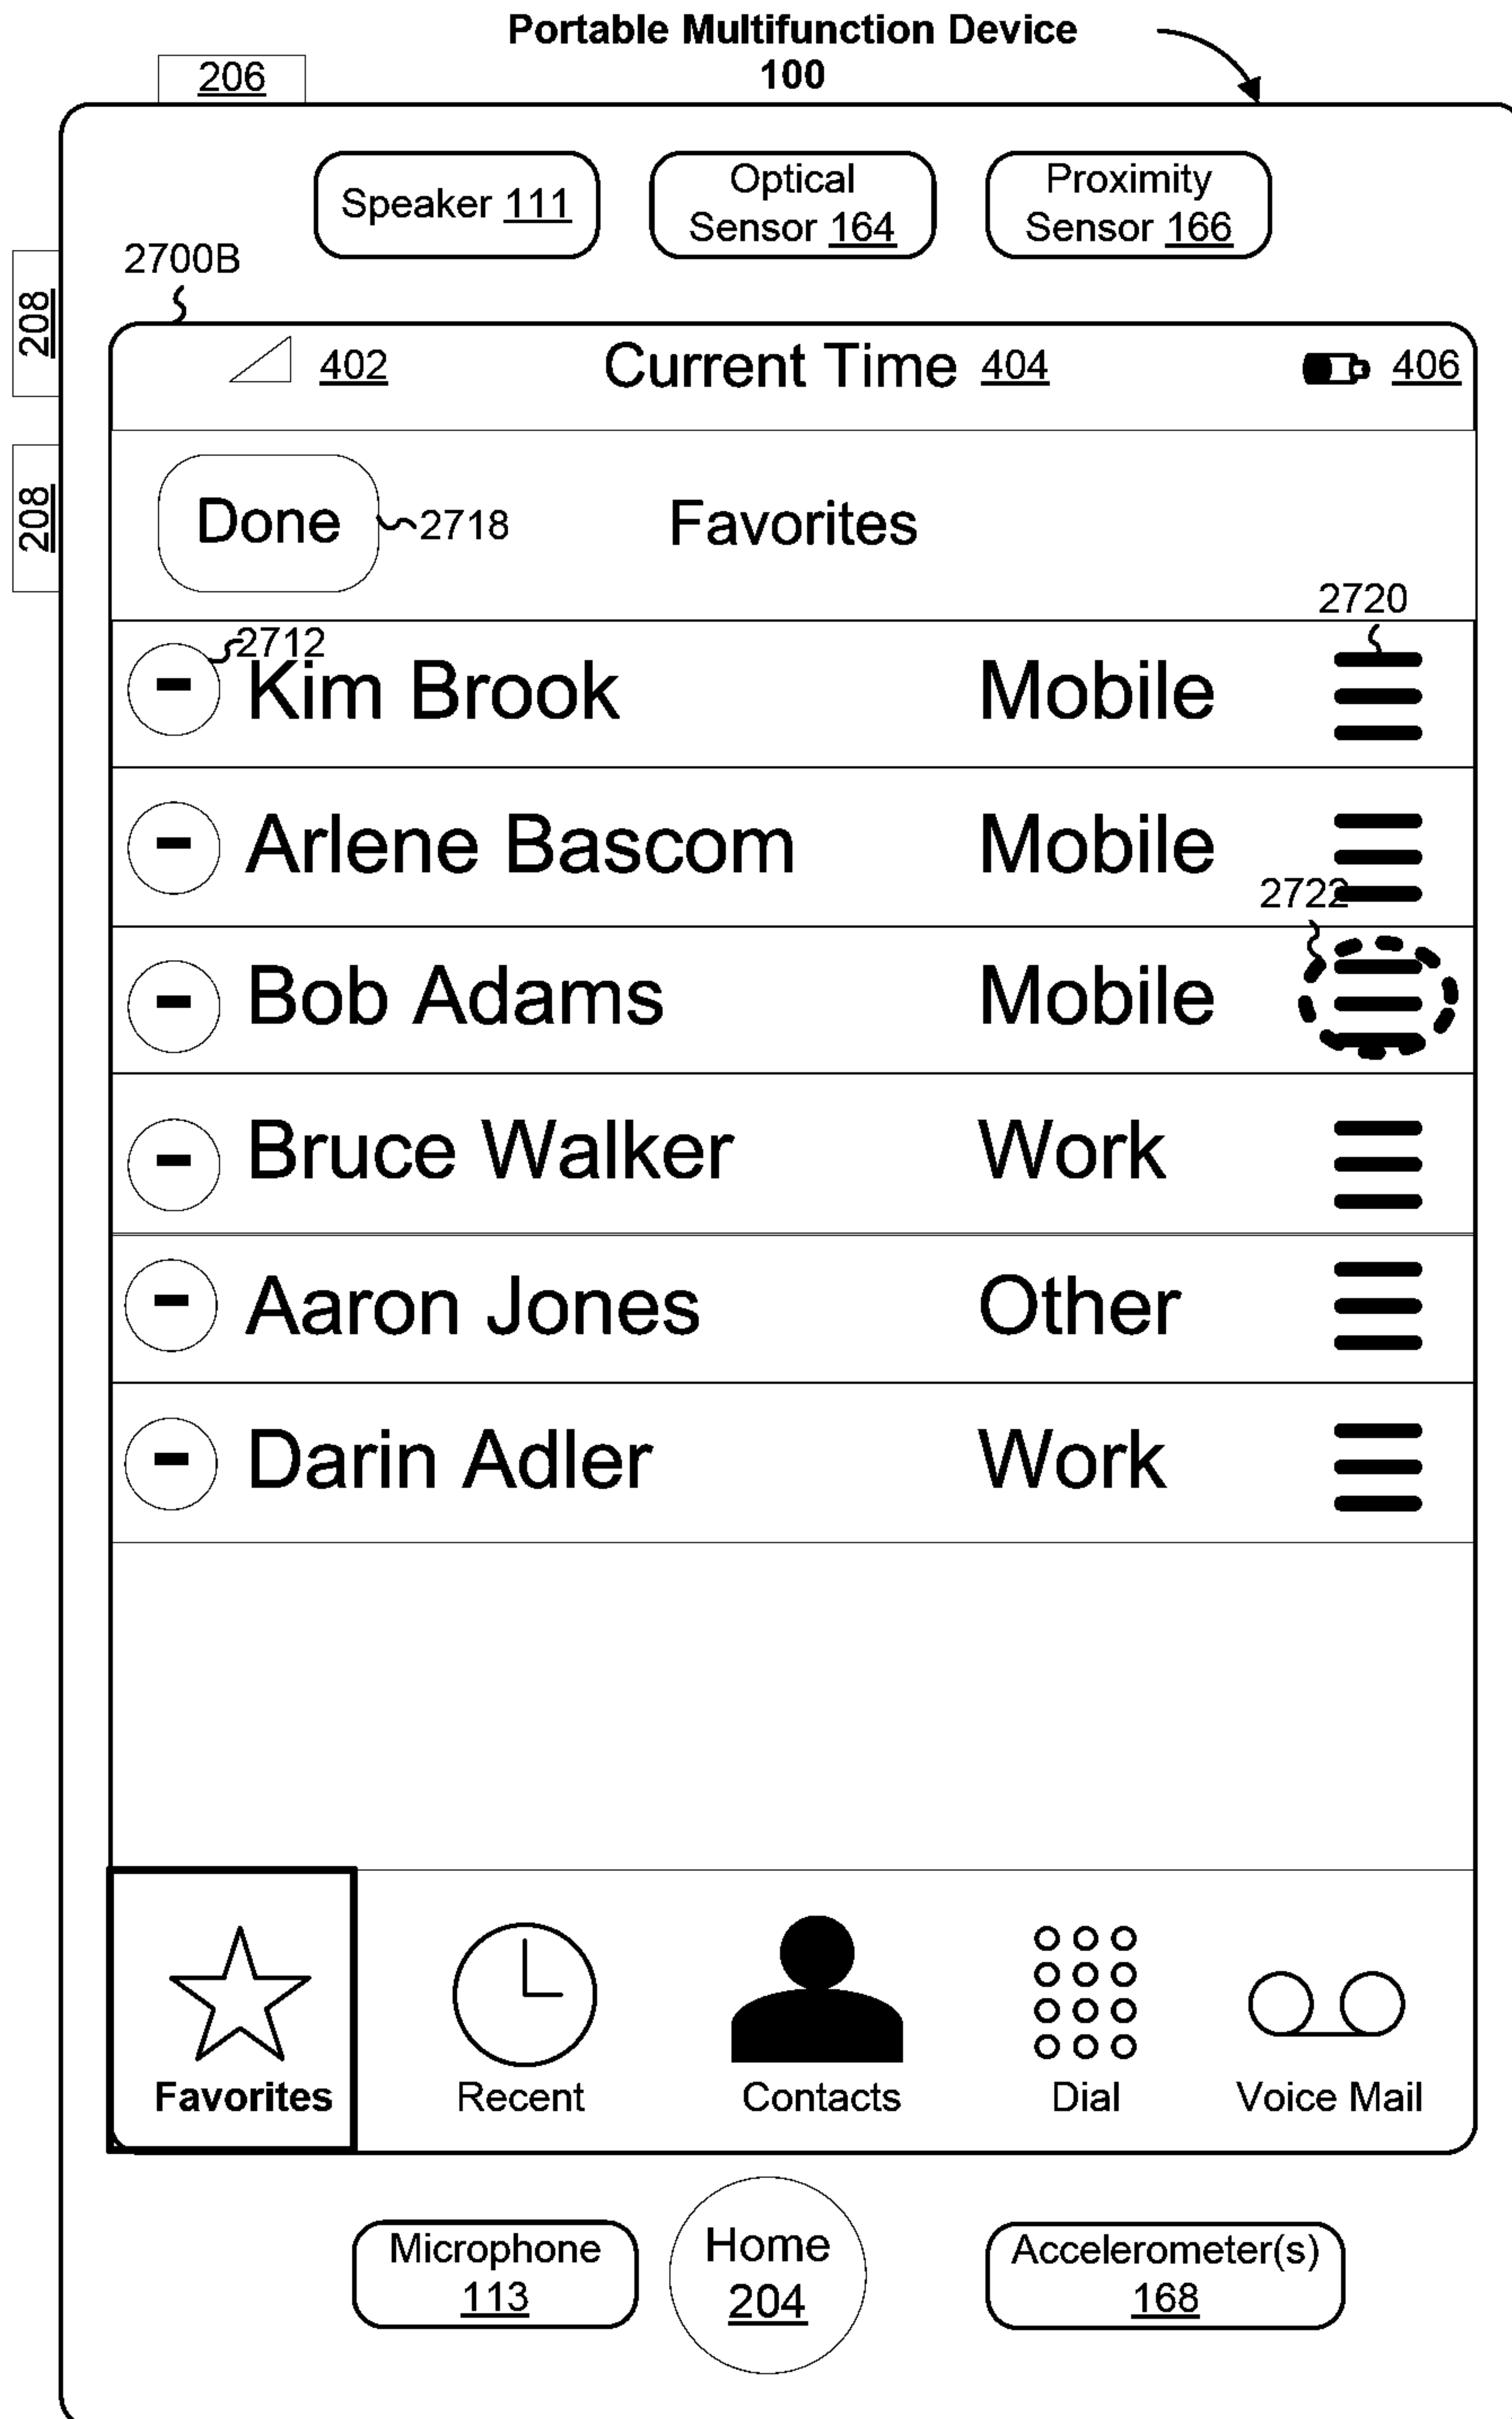 Portable Multifunction Device
100
206
Speaker 111
Optical
Sensor 164
Proximity
Sensor 166
2700B
208
402
Current Time 404
406
208
Done
2718
Favorites
2720
2712
Kim Brook
Mobile
Arlene Bascom
Mobile
2722
Bob Adams
Mobile
Bruce Walker
Work
Aaron Jones
Other
Darin Adler
Work
Favorites
Recent
Contacts
Dial
Voice Mail
Microphone
113
Home
204
Accelerometer(s)
168